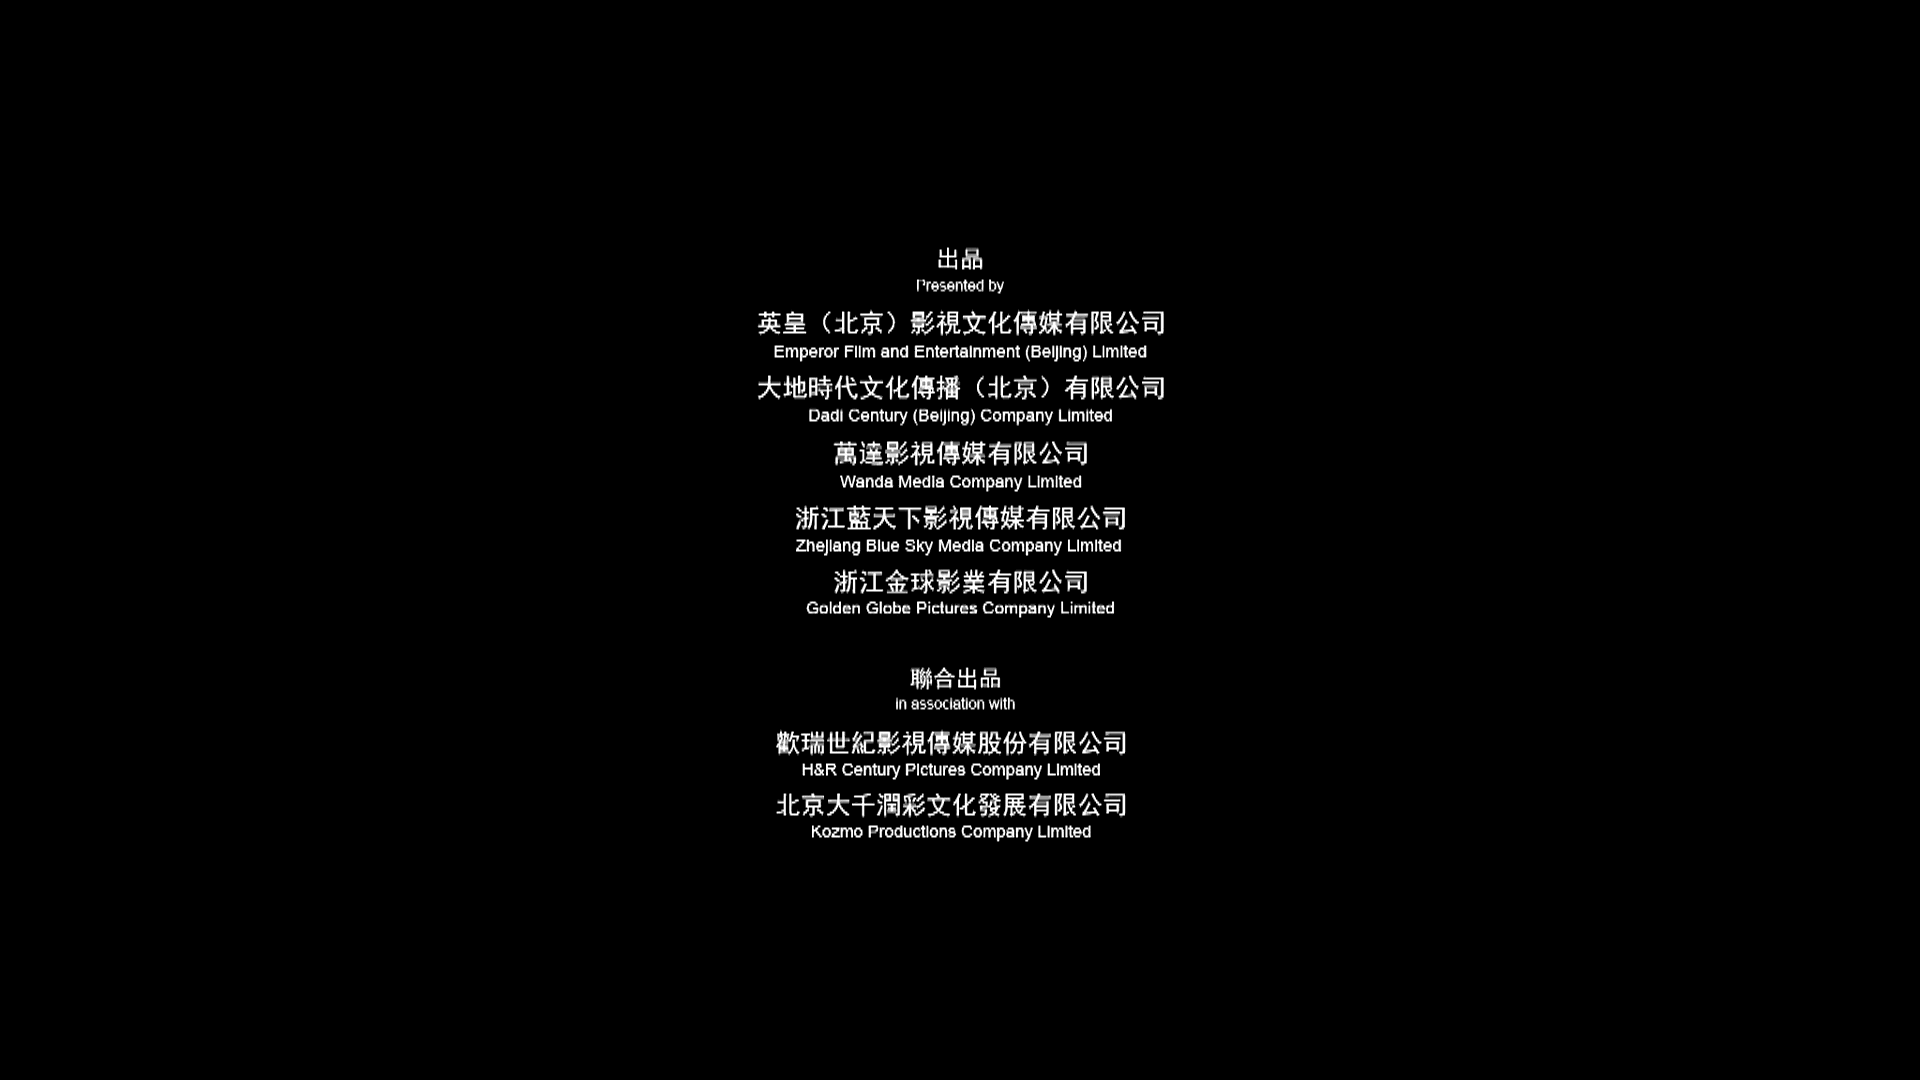 出品
Presented by
英皇（北京）影視文化傳媒有限公司
Emperor Film and Entertainment (Beijing) Limited
大地時代文化傳播（北京）有限公司
Dadi Century (Beijing) Company Limited
萬達影視傳媒有限公司
Wanda Media Company Limited
浙江藍天下影視傳媒有限公司
Zhejiang Blue Sky Media Company Limited
浙江金球影業有限公司
Golden Globe Pictures Company Limited
聯合出品
in association with
歡瑞世紀影視傳媒股份有限公司
H&R Century Pictures Company Limited
北京大千潤彩文化發展有限公司
Kozmo Productions Company Limited